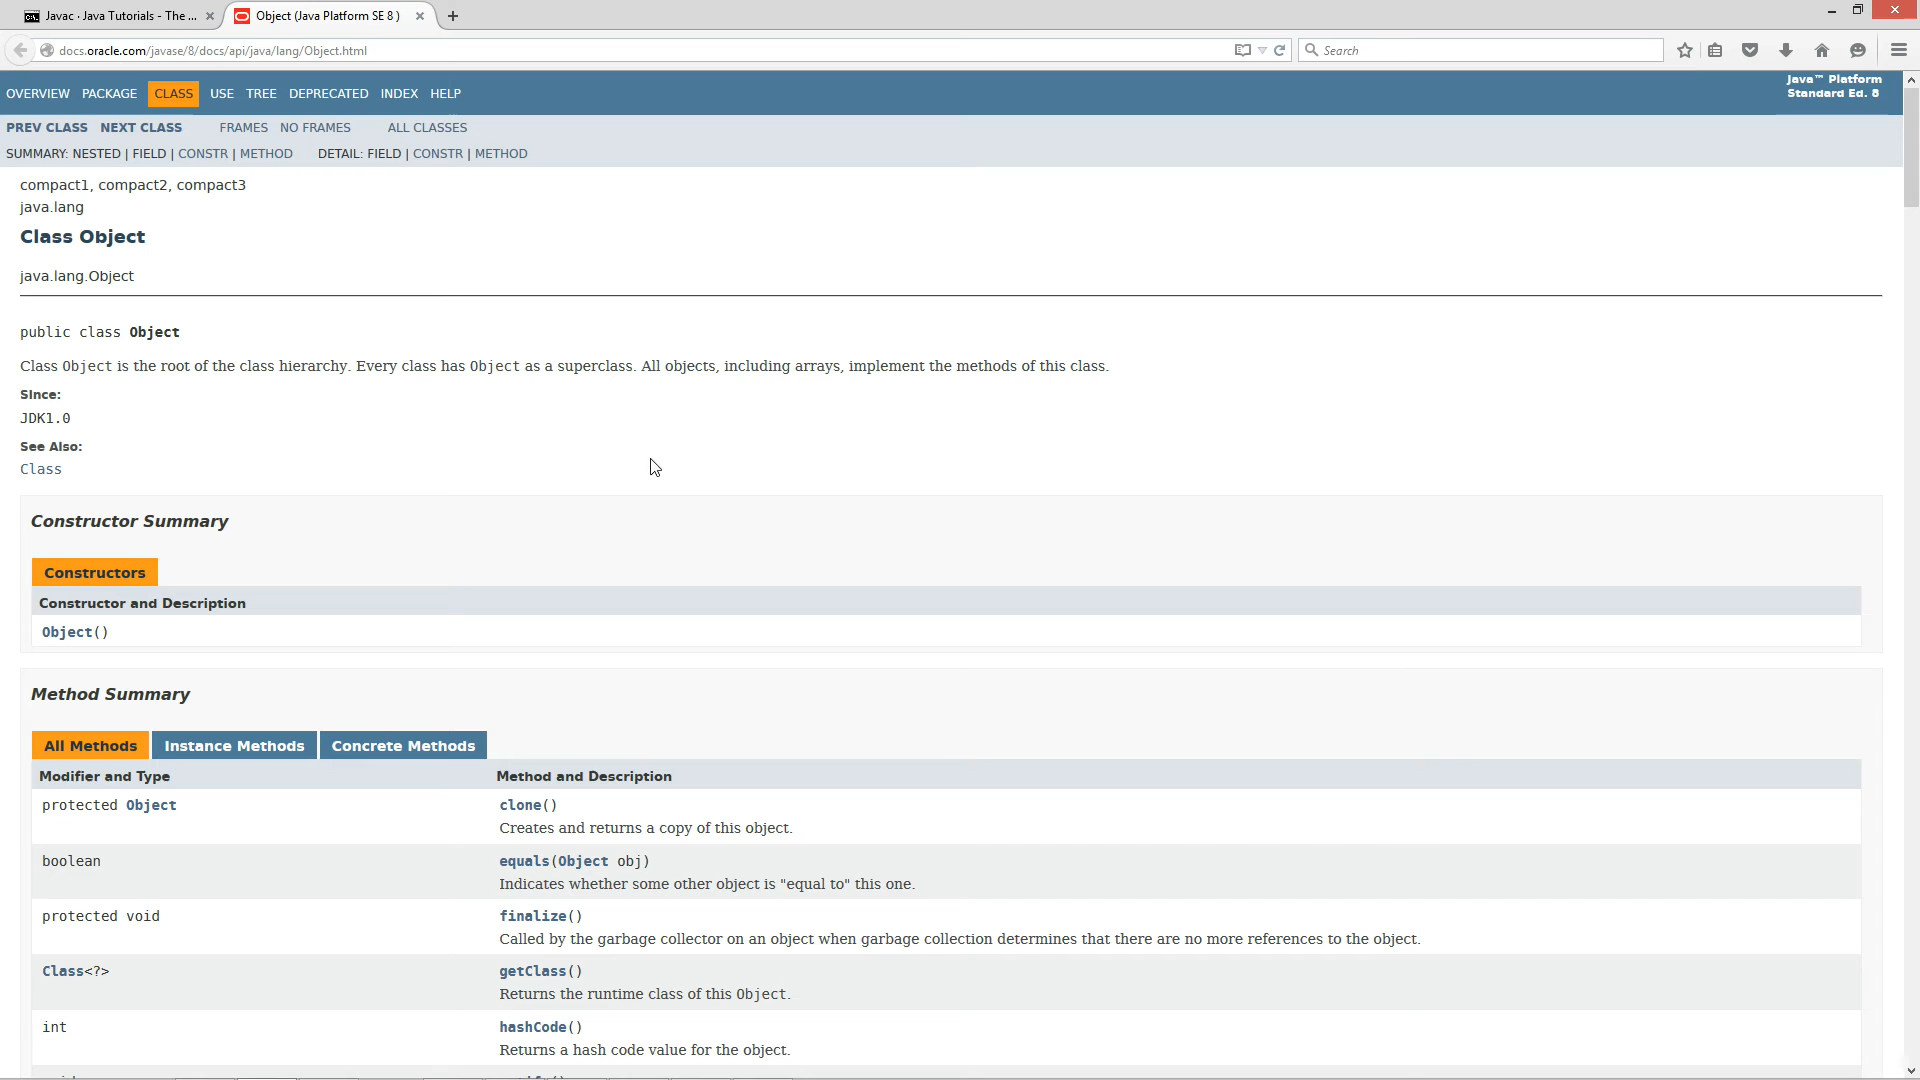 Javac · Java Tutorials - The ...
Object (Java Platform SE 8 )
docs.oracle.com/javase/8/docs/api/java/lang/Object.html
Search
OVERVIEW PACKAGE CLASS USE TREE DEPRECATED INDEX HELP
Java™ Platform
Standard Ed. 8
PREV CLASS NEXT CLASS FRAMES NO FRAMES ALL CLASSES
SUMMARY: NESTED | FIELD | CONSTR | METHOD DETAIL: FIELD | CONSTR | METHOD
compact1, compact2, compact3
java.lang
Class Object
java.lang.Object
public class Object
Class Object is the root of the class hierarchy. Every class has Object as a superclass. All objects, including arrays, implement the methods of this class.
Since:
JDK1.0
See Also:
Class
Constructor Summary
Constructors
Constructor and Description
Object()
Method Summary
All Methods Instance Methods Concrete Methods
Modifier and Type Method and Description
protected Object clone()
Creates and returns a copy of this object.
boolean equals(Object obj)
Indicates whether some other object is "equal to" this one.
protected void finalize()
Called by the garbage collector on an object when garbage collection determines that there are no more references to the object.
Class<?> getClass()
Returns the runtime class of this Object.
int hashCode()
Returns a hash code value for the object.